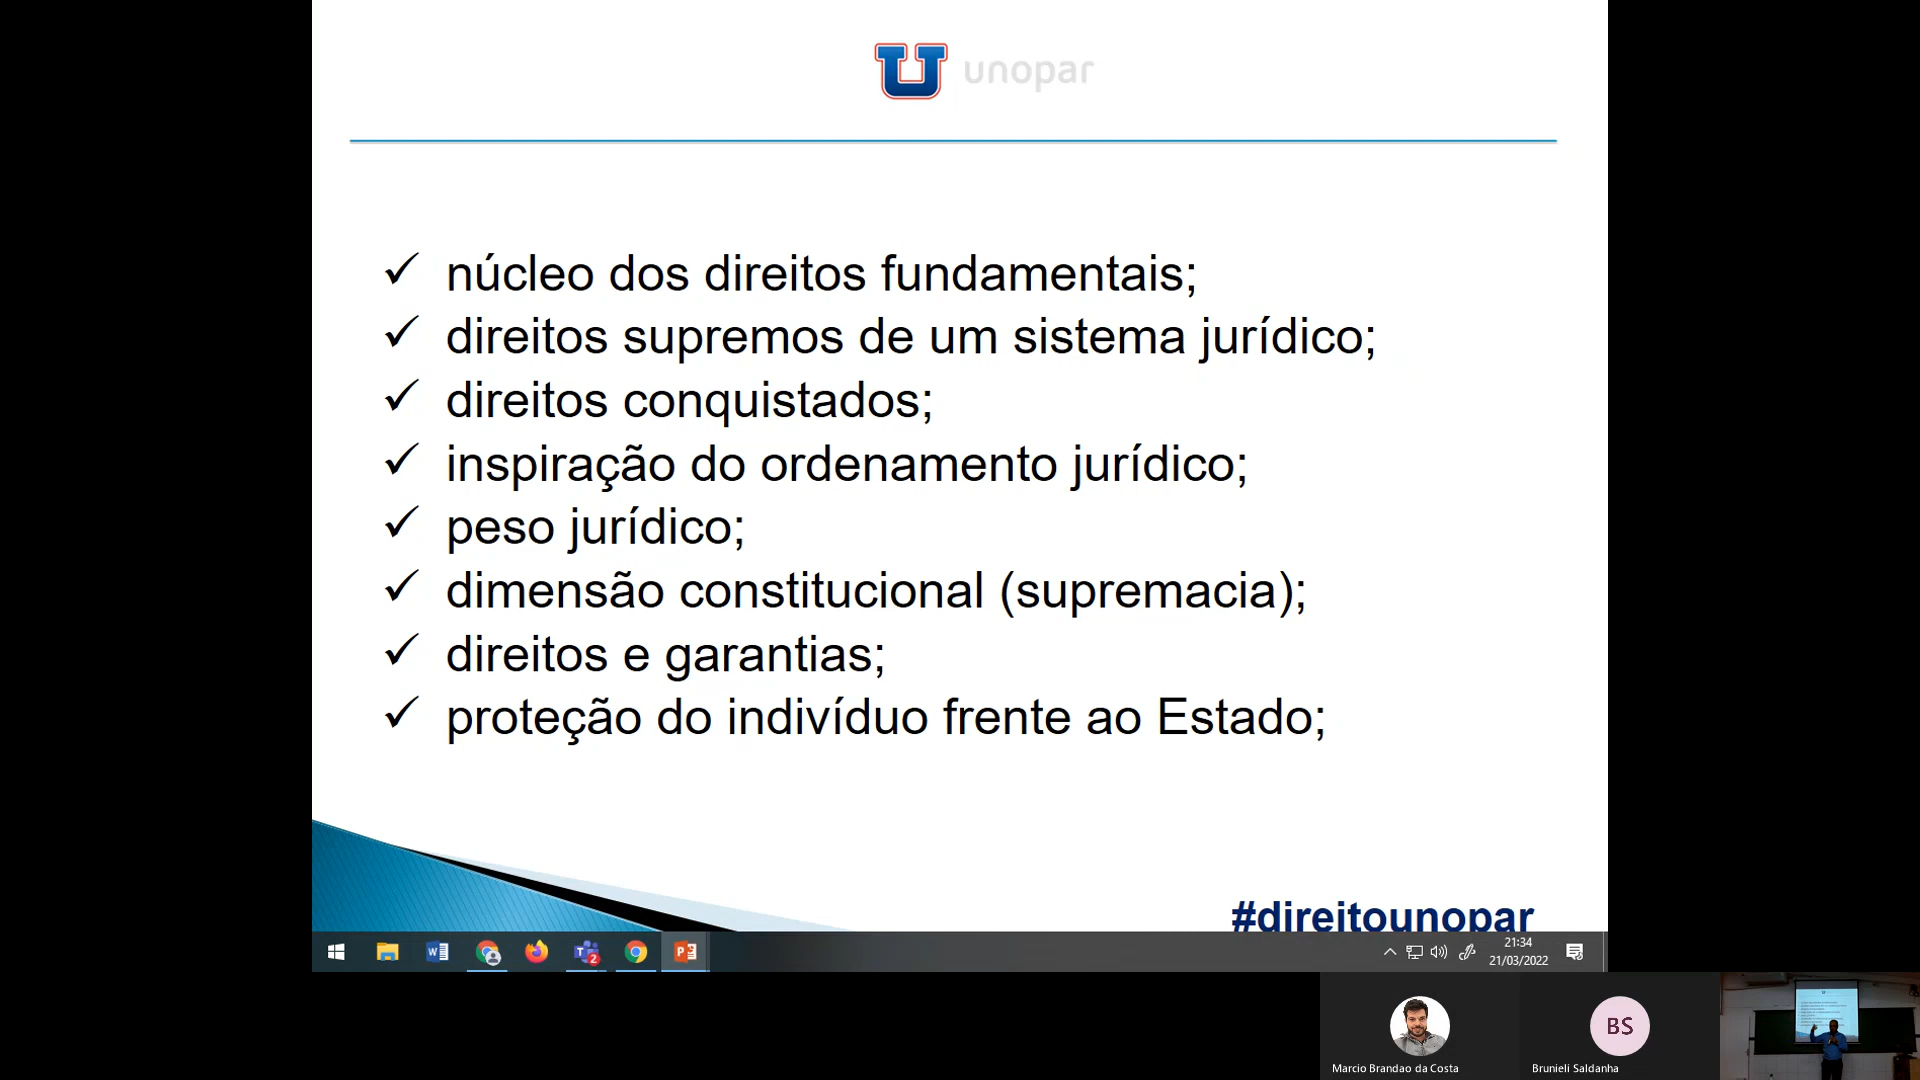 unopar
núcleo dos direitos fundamentais;
direitos supremos de um sistema jurídico;
direitos conquistados;
inspiração do ordenamento jurídico;
peso jurídico;
dimensão constitucional (supremacia);
direitos e garantias;
proteção do indivíduo frente ao Estado;
#direitounopar
21:34
21/03/2022
2
BS
Marcio Brandao da Costa
Brunieli Saldanha